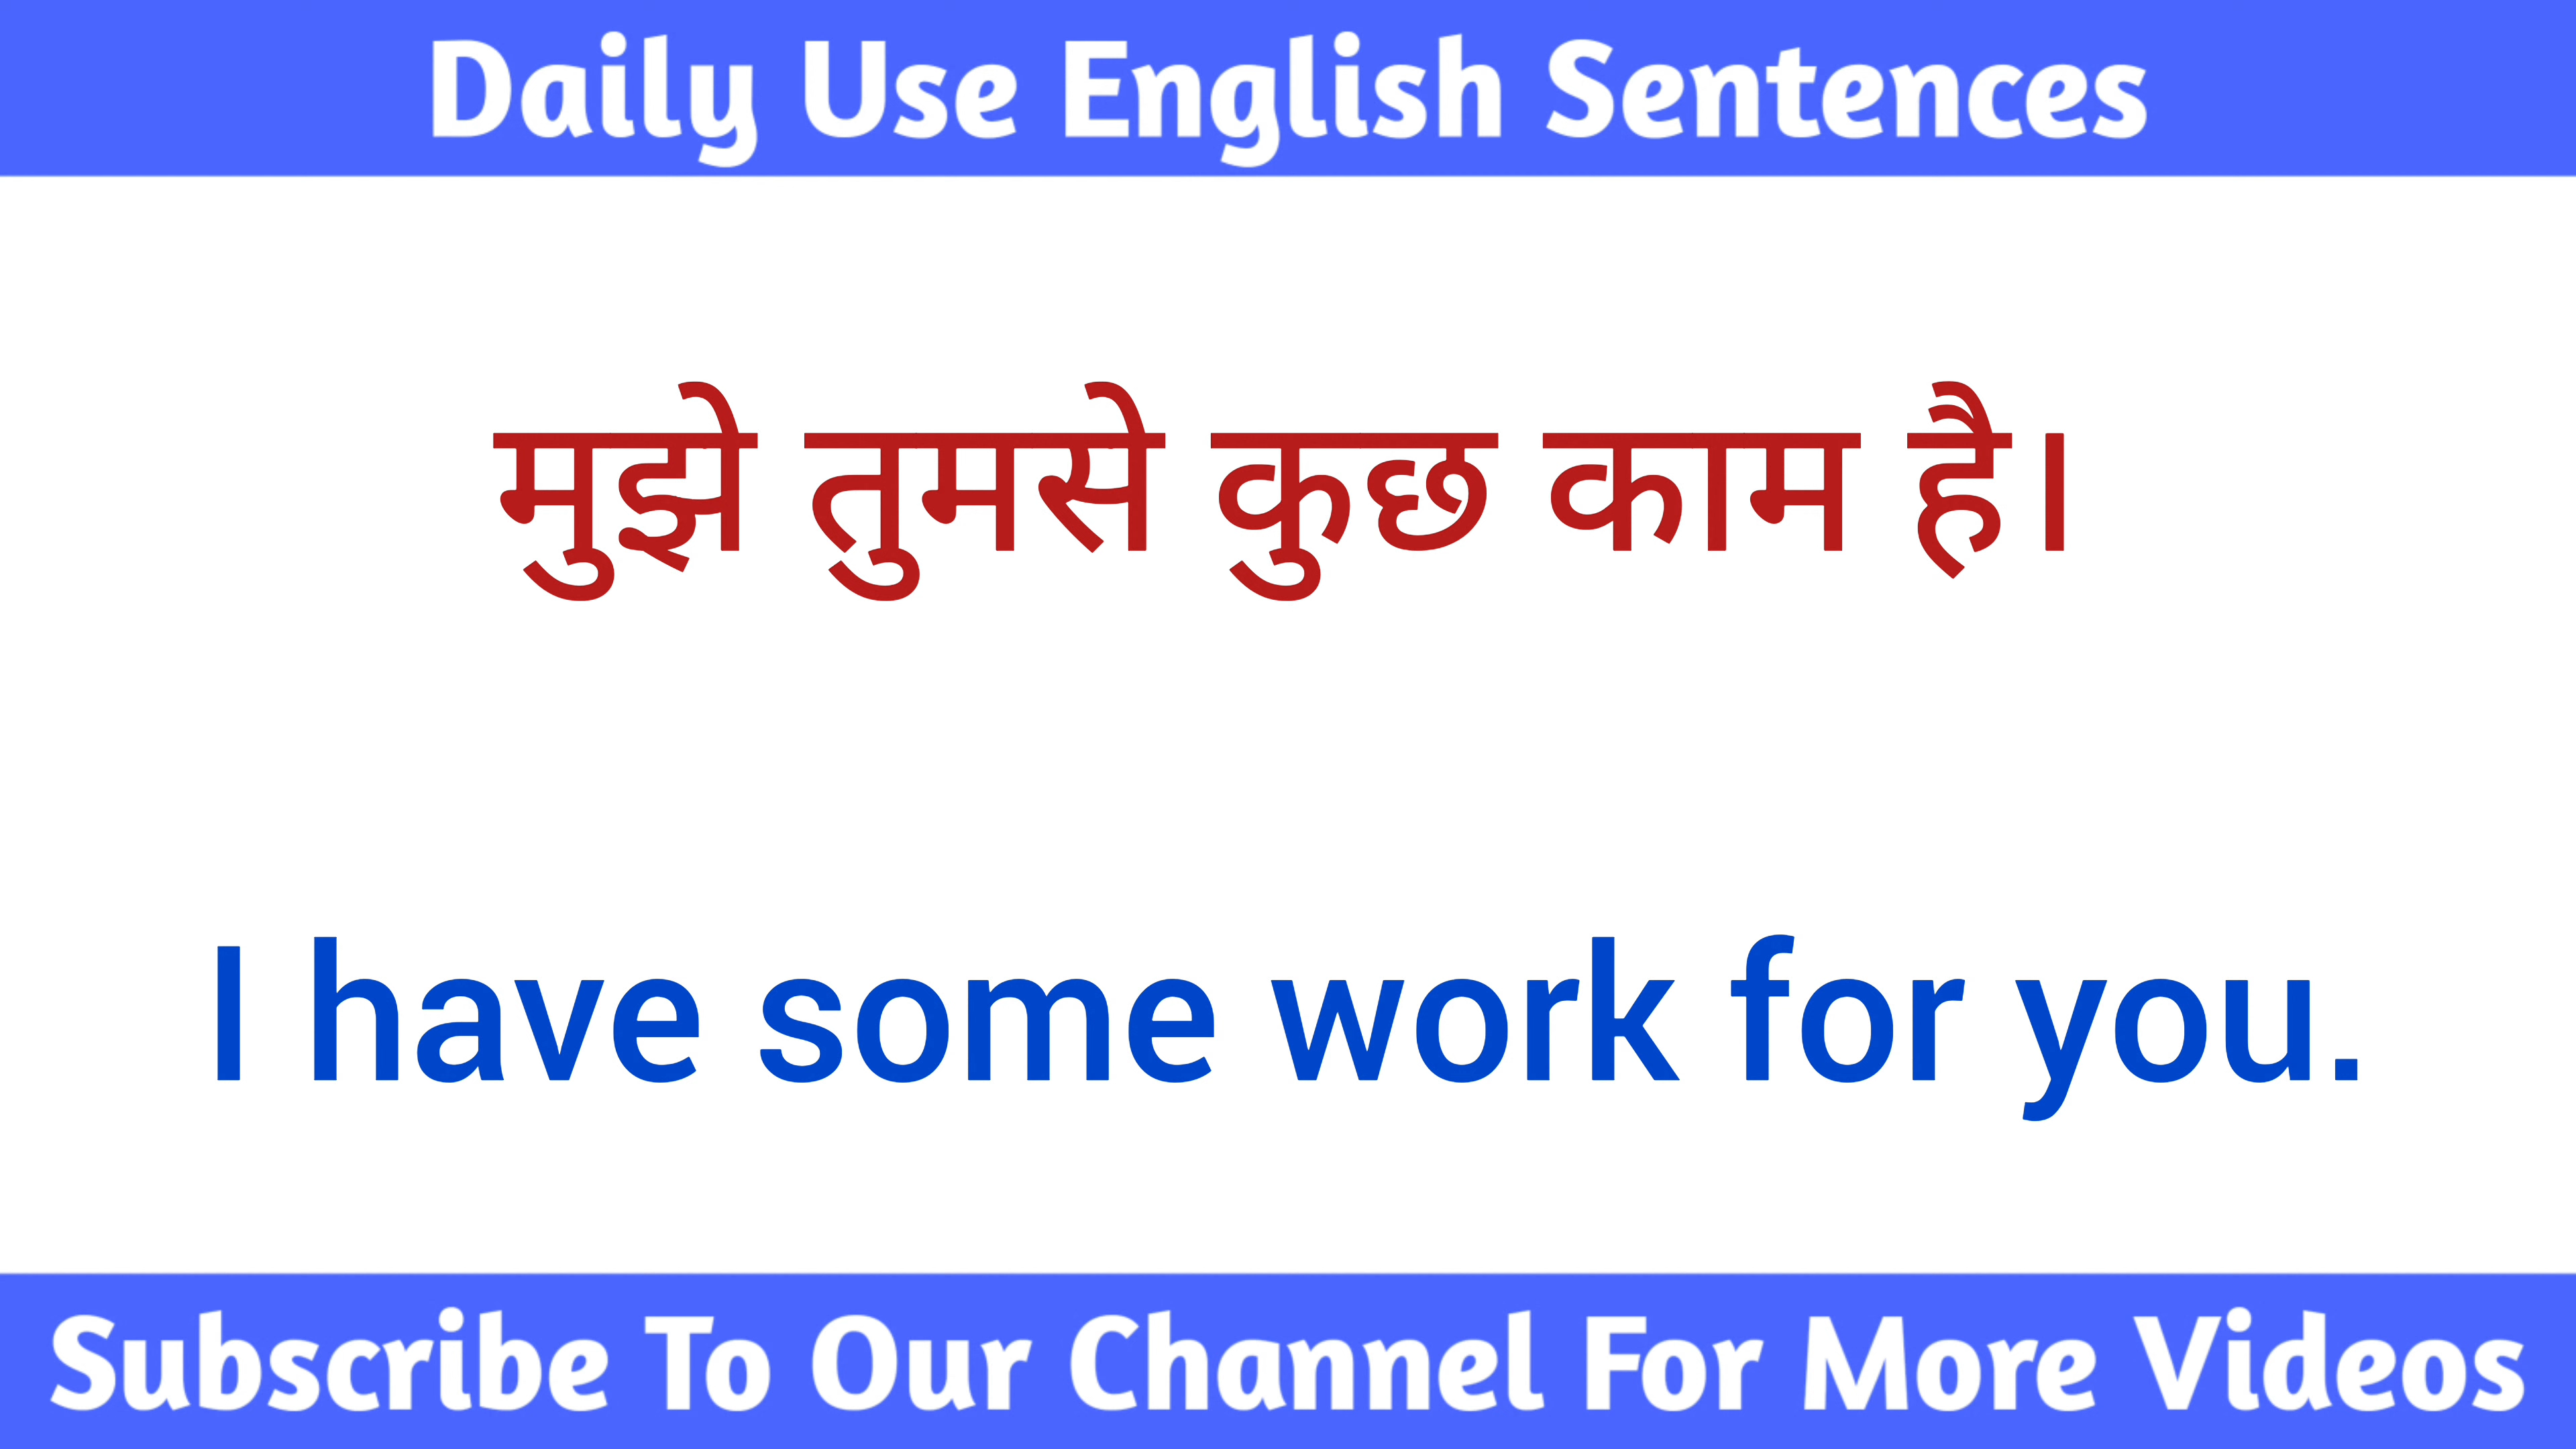 Daily Use English Sentences
मुझे तुमसे कुछ काम है।
I have some work for you.
Subscribe To Our Channel For More Videos